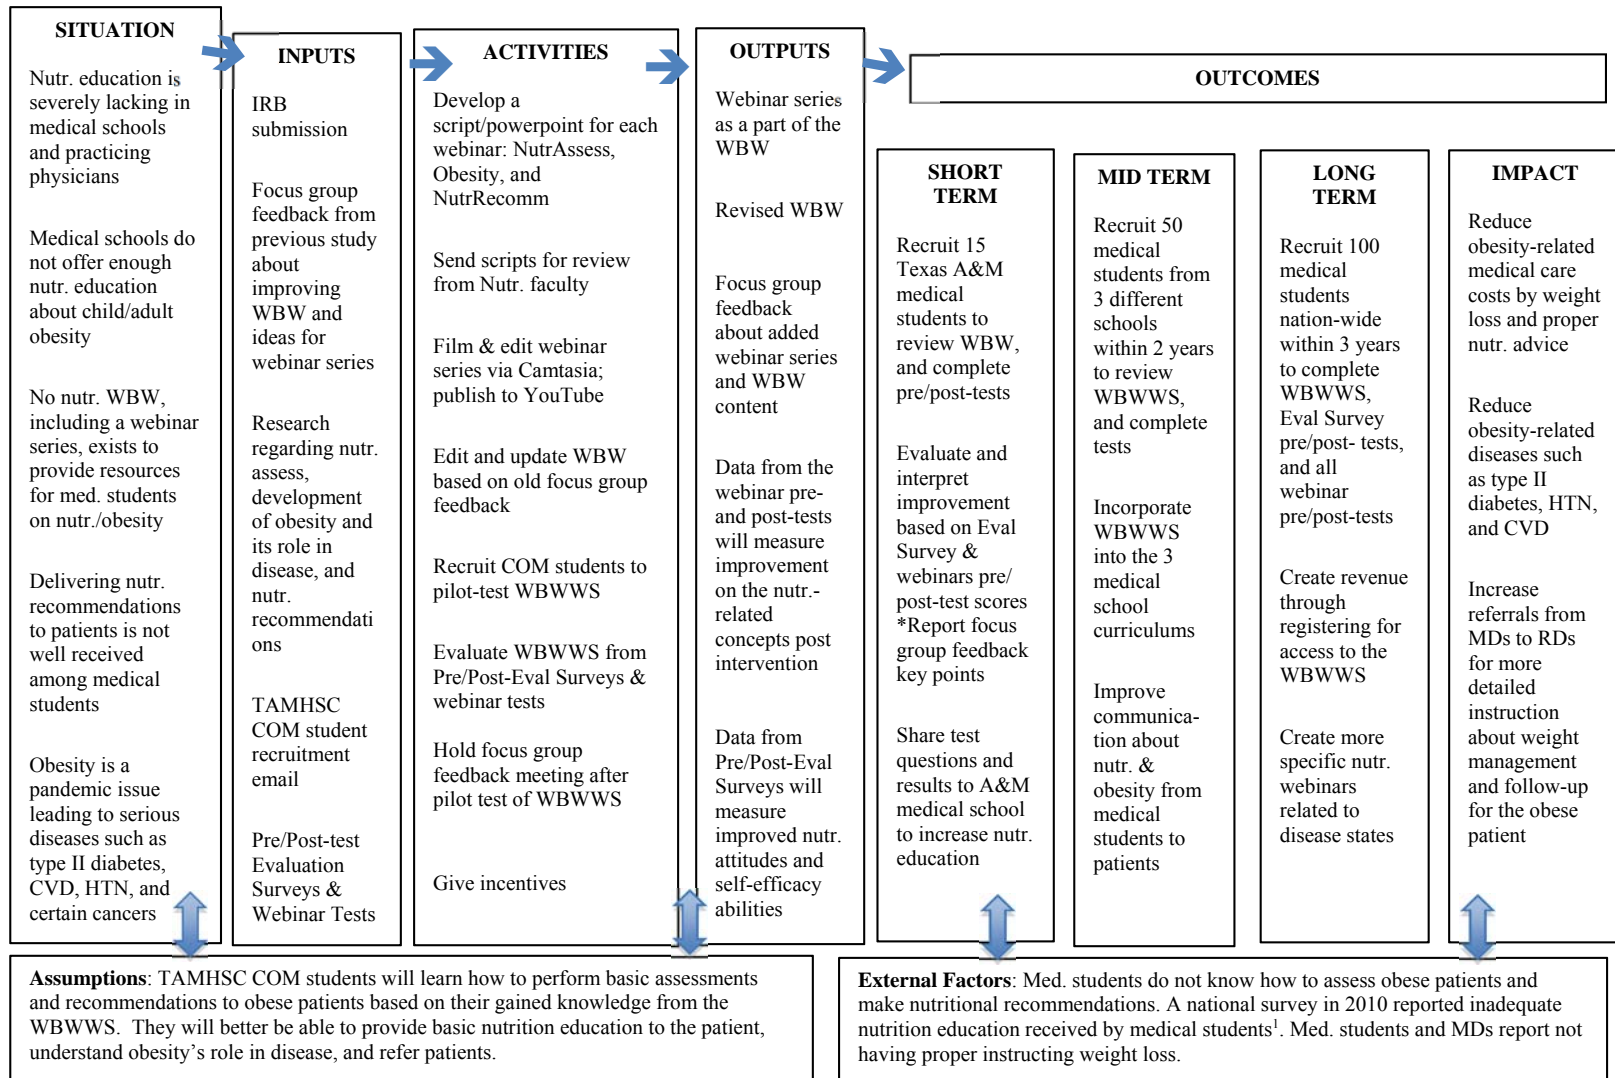 SITUATION
Nutr. education is
severely lacking in
medical schools
and practicing
physicians
Medical schools do
not offer enough
nutr. education
about child/adult
obesity
No nutr. WBW,
including a webinar
series, exists to
provide resources
for med. students
on nutr./obesity
Delivering nutr.
recommendations
to patients is not
well received
among medical
students
Obesity is a
pandemic issue
leading to serious
diseases such as
type II diabetes,
CVD, HTN, and
certain cancers
INPUTS
IRB
submission
Focus group
feedback from
previous study
about
improving
WBW and
ideas for
webinar series
Research
regarding nutr.
assess,
development
of obesity and
its role in
disease, and
nutr.
recommendati
ons
TAMHSC
COM student
recruitment
email
Pre/Post-test
Evaluation
Surveys &
Webinar Tests
ACTIVITIES
Develop a
script/powerpoint for each
webinar: NutrAssess,
Obesity, and
NutrRecomm
Send scripts for review
from Nutr. faculty
Film & edit webinar
series via Camtasia;
publish to YouTube
Edit and update WBW
based on old focus group
feedback
Recruit COM students to
pilot-test WBWWS
Evaluate WBWWS from
Pre/Post-Eval Surveys &
webinar tests
Hold focus group
feedback meeting after
pilot test of WBWWS
Give incentives
OUTPUTS
Webinar series
as a part of the
WBW
Revised WBW
Focus group
feedback
about added
webinar series
and WBW
content
Data from the
webinar pre-
and post-tests
will measure
improvement
on the nutr.-
related
concepts post
intervention
Data from
Pre/Post-Eval
Surveys will
measure
improved nutr.
attitudes and
self-efficacy
abilities
OUTCOMES
SHORT
TERM
Recruit 15
Texas A&M
medical
students to
review WBW,
and complete
pre/post-tests
Evaluate and
interpret
improvement
based on Eval
Survey &
webinars pre/
post-test scores
*Report focus
group feedback
key points
Share test
questions and
results to A&M
medical school
to increase nutr.
education
MID TERM
Recruit 50
medical
students from
3 different
schools
within 2 years
to review
WBWWS,
and complete
tests
Incorporate
WBWWS
into the 3
medical
school
curriculums
Improve
communica-
tion about
nutr. &
obesity from
medical
students to
patients
LONG
TERM
Recruit 100
medical
students
nation-wide
within 3 years
to complete
WBWWS,
Eval Survey
pre/post- tests,
and all
webinar
pre/post-tests
Create revenue
through
registering for
access to the
WBWWS
Create more
specific nutr.
webinars
related to
disease states
IMPACT
Reduce
obesity-related
medical care
costs by weight
loss and proper
nutr. advice
Reduce
obesity-related
diseases such
as type II
diabetes, HTN,
and CVD
Increase
referrals from
MDs to RDs
for more
detailed
instruction
about weight
management
and follow-up
for the obese
patient
Assumptions: TAMHSC COM students will learn how to perform basic assessments
and recommendations to obese patients based on their gained knowledge from the
WBWWS. They will better be able to provide basic nutrition education to the patient,
understand obesity's role in disease, and refer patients.
External Factors: Med. students do not know how to assess obese patients and
make nutritional recommendations. A national survey in 2010 reported inadequate
nutrition education received by medical students¹. Med. students and MDs report not
having proper instructing weight loss.